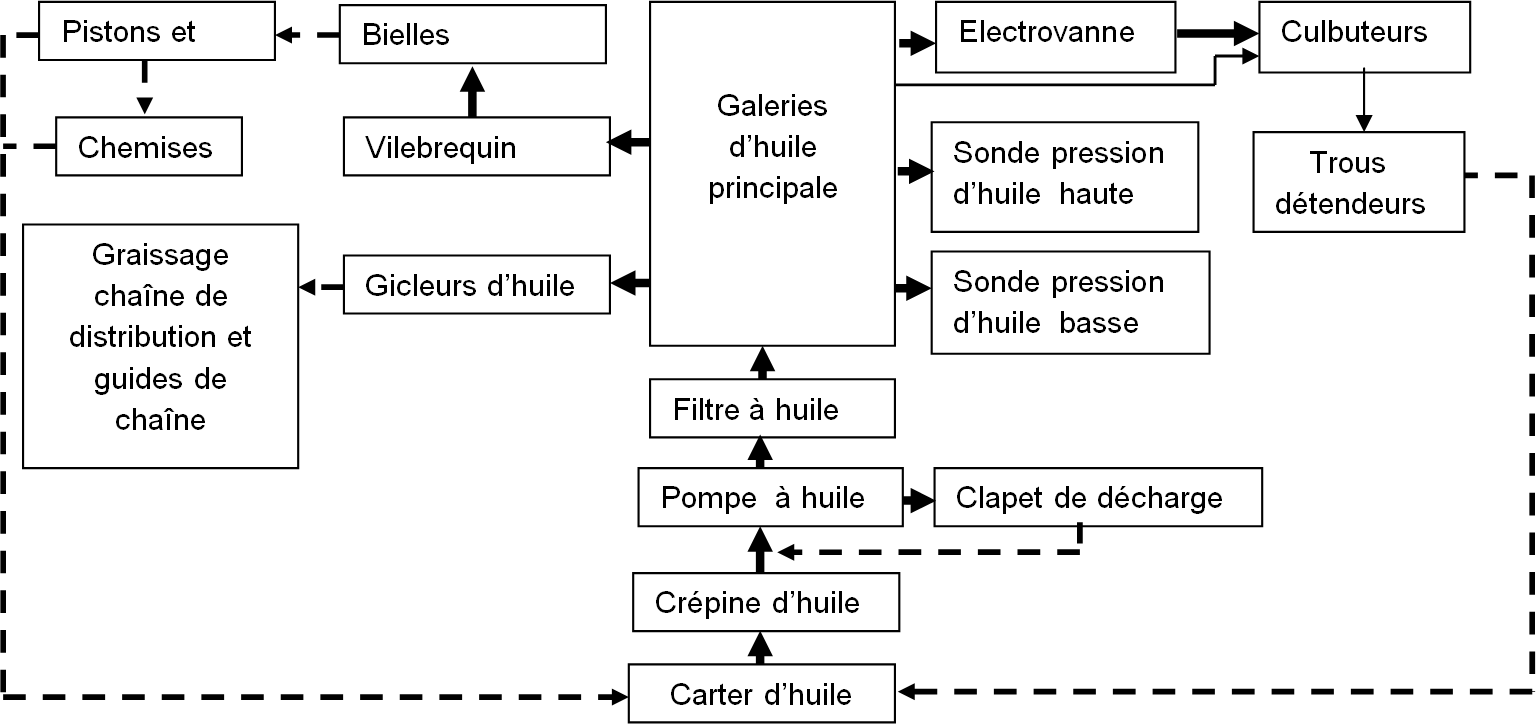 Pistons et
Bielles
Galeries
d’huile
principale
Electrovanne
Culbuteurs
Chemises
Vilebrequin
Sonde pression
d’huile haute
Trous
détendeurs
Graissage
chaîne de
distribution et
guides de
chaîne
Gicleurs d’huile
Sonde pression
d’huile basse
Filtre à huile
Pompe à huile
Clapet de décharge
Crépine d’huile
Carter d’huile